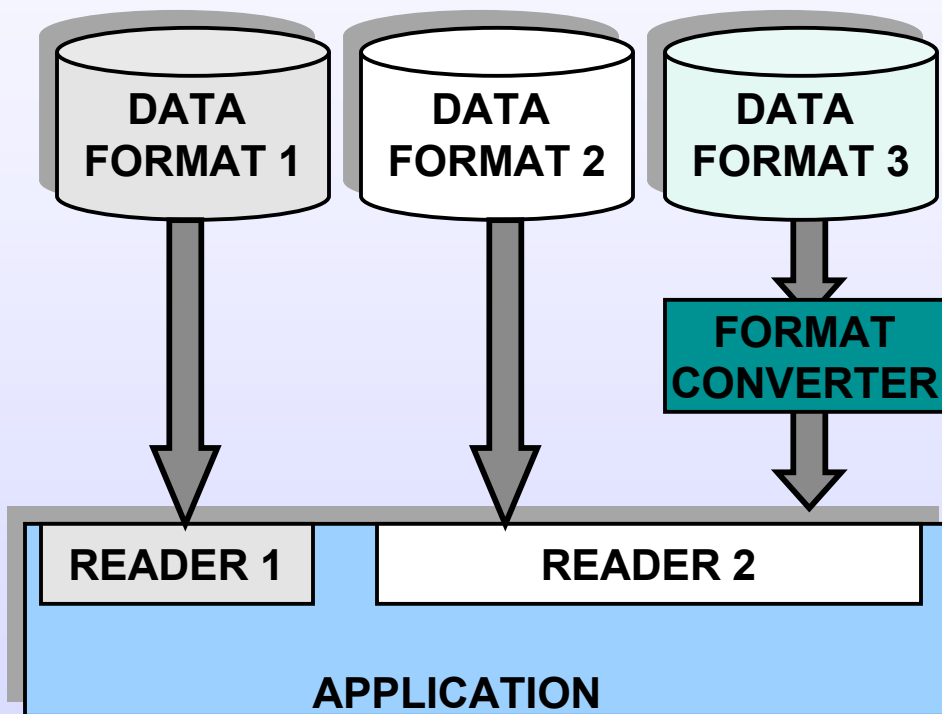 DATA
FORMAT 1
DATA
FORMAT 2
DATA
FORMAT 3
FORMAT
CONVERTER
READER 1
READER 2
APPLICATION